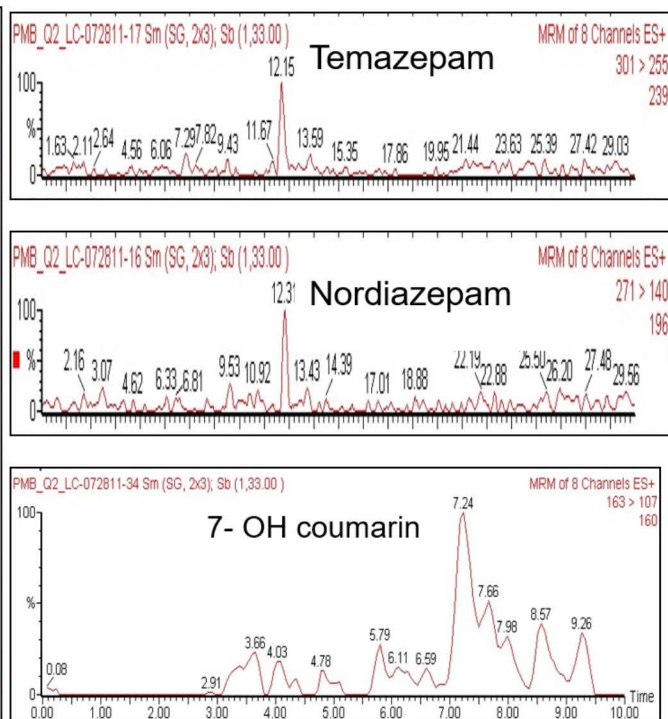 PMB_Q2_LC-072811-17 Sm (SG, 2x3); Sb (1,33.00 )
MRM of 8 Channels ES+
Temazepam
301 > 255
239
12.15
100
%
0
1.63 2.11 2.64 4.56 6.06 7.29 7.82 9.43 11.67 13.59 15.35 17.86 19.95 21.44 23.63 25.39 27.42 29.03
PMB_Q2_LC-072811-16 Sm (SG, 2x3); Sb (1,33.00 )
MRM of 8 Channels ES+
Nordiazepam
271 > 140
196
12.31
100
%
0
2.16 3.07 4.62 6.33 6.81 9.53 10.92 13.43 14.39 17.01 18.88 22.19 22.88 25.50 26.20 27.48 29.56
PMB_Q2_LC-072811-34 Sm (SG, 2x3); Sb (1,33.00 )
MRM of 8 Channels ES+
163 > 107
160
7- OH coumarin
100
%
0
0.08 2.91 3.66 4.03 4.78 5.79 6.11 6.59 7.24 7.66 7.98 8.57 9.26
Time
0.00 1.00 2.00 3.00 4.00 5.00 6.00 7.00 8.00 9.00 10.00